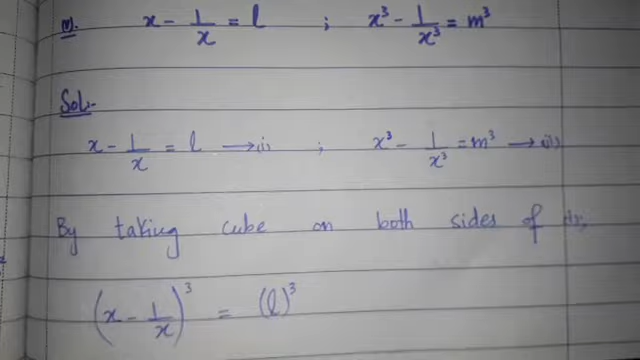 x - 1/x = l ; x³ - 1/x³ = m³
Sol:-
x - 1/x = l → (i) ; x³ - 1/x³ = m³ → (ii)
By taking cube on both sides of
(x - 1/x)³ = (l)³